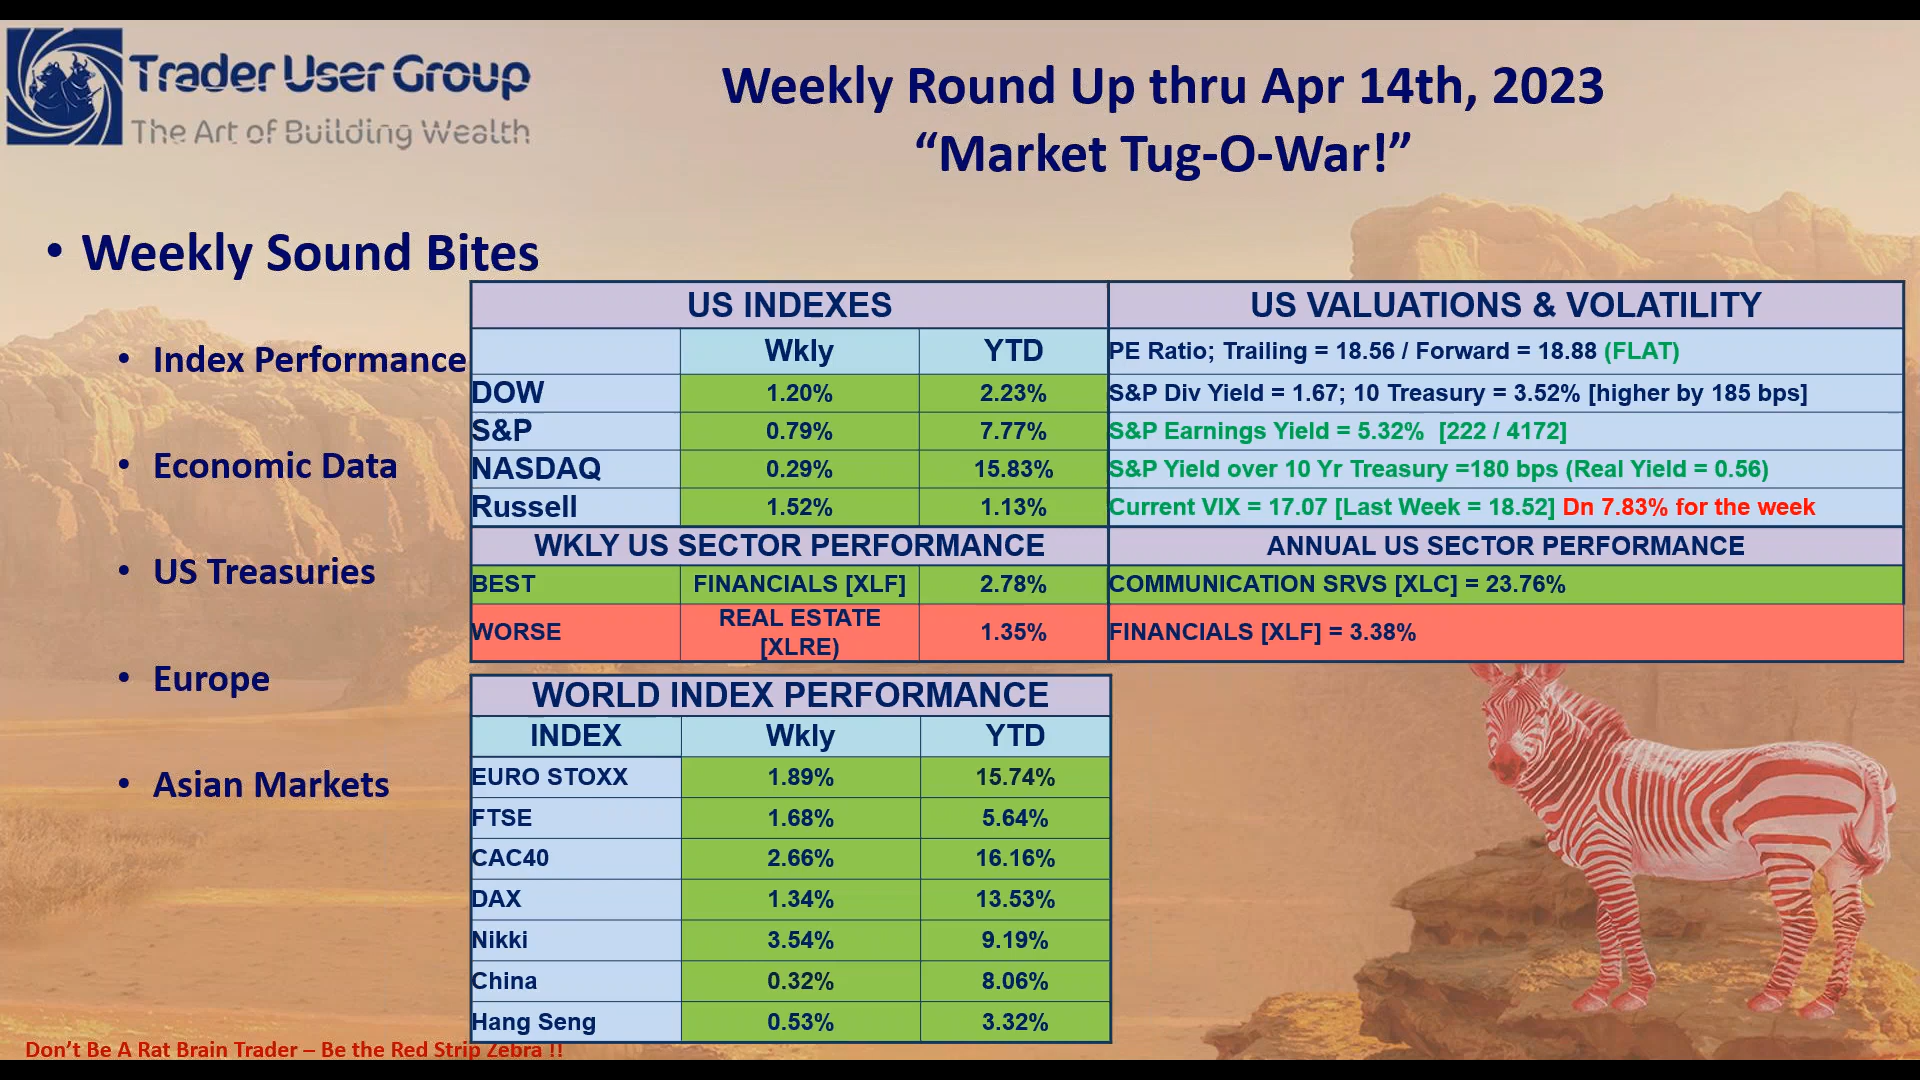 Trader User Group
The Art of Building Wealth
Weekly Round Up thru Apr 14th, 2023
“Market Tug-O-War!”
• Weekly Sound Bites
• Index Performance
• Economic Data
• US Treasuries
• Europe
• Asian Markets
US INDEXES US VALUATIONS & VOLATILITY
Wkly YTD PE Ratio; Trailing = 18.56 / Forward = 18.88 (FLAT)
DOW 1.20% 2.23% S&P Div Yield = 1.67; 10 Treasury = 3.52% [higher by 185 bps]
S&P 0.79% 7.77% S&P Earnings Yield = 5.32% [222 / 4172]
NASDAQ 0.29% 15.83% S&P Yield over 10 Yr Treasury =180 bps (Real Yield = 0.56)
Russell 1.52% 1.13% Current VIX = 17.07 [Last Week = 18.52] Dn 7.83% for the week
WKLY US SECTOR PERFORMANCE ANNUAL US SECTOR PERFORMANCE
BEST FINANCIALS [XLF] 2.78% COMMUNICATION SRVS [XLC] = 23.76%
WORSE REAL ESTATE [XLRE) 1.35% FINANCIALS [XLF] = 3.38%
WORLD INDEX PERFORMANCE
INDEX Wkly YTD
EURO STOXX 1.89% 15.74%
FTSE 1.68% 5.64%
CAC40 2.66% 16.16%
DAX 1.34% 13.53%
Nikki 3.54% 9.19%
China 0.32% 8.06%
Hang Seng 0.53% 3.32%
Don’t Be A Rat Brain Trader – Be the Red Strip Zebra !!